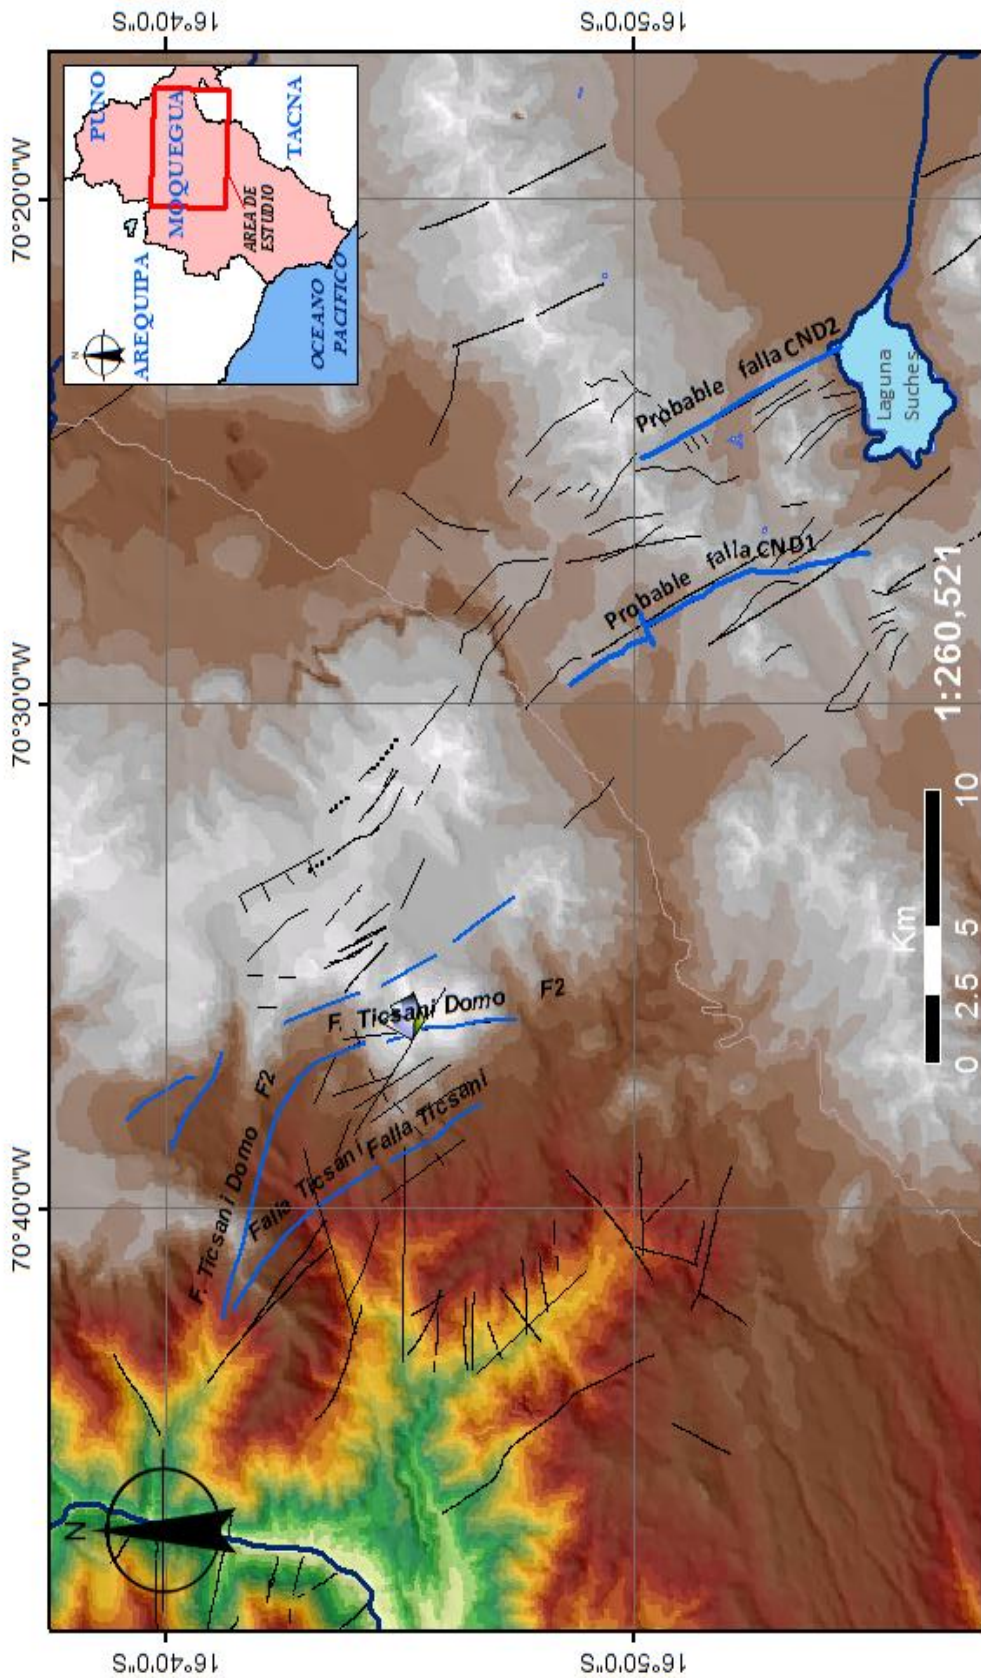 70°40'0"W
70°30'0"W
70°20'0"W
16°40'0"S
16°40'0"S
16°50'0"S
16°50'0"S
N
N
PUNO
AREQUIPA
MOQUEGUA
TACNA
AREA DE
ESTUDIO
OCEANO
PACIFICO
F. Ticsani Domo F2
Falla Ticsani
Falla Ticsani
F. Ticsani Domo F2
Probable falla CND1
Probable falla CND2
Laguna
Suches
Km
0 2.5 5 10
1:260,521